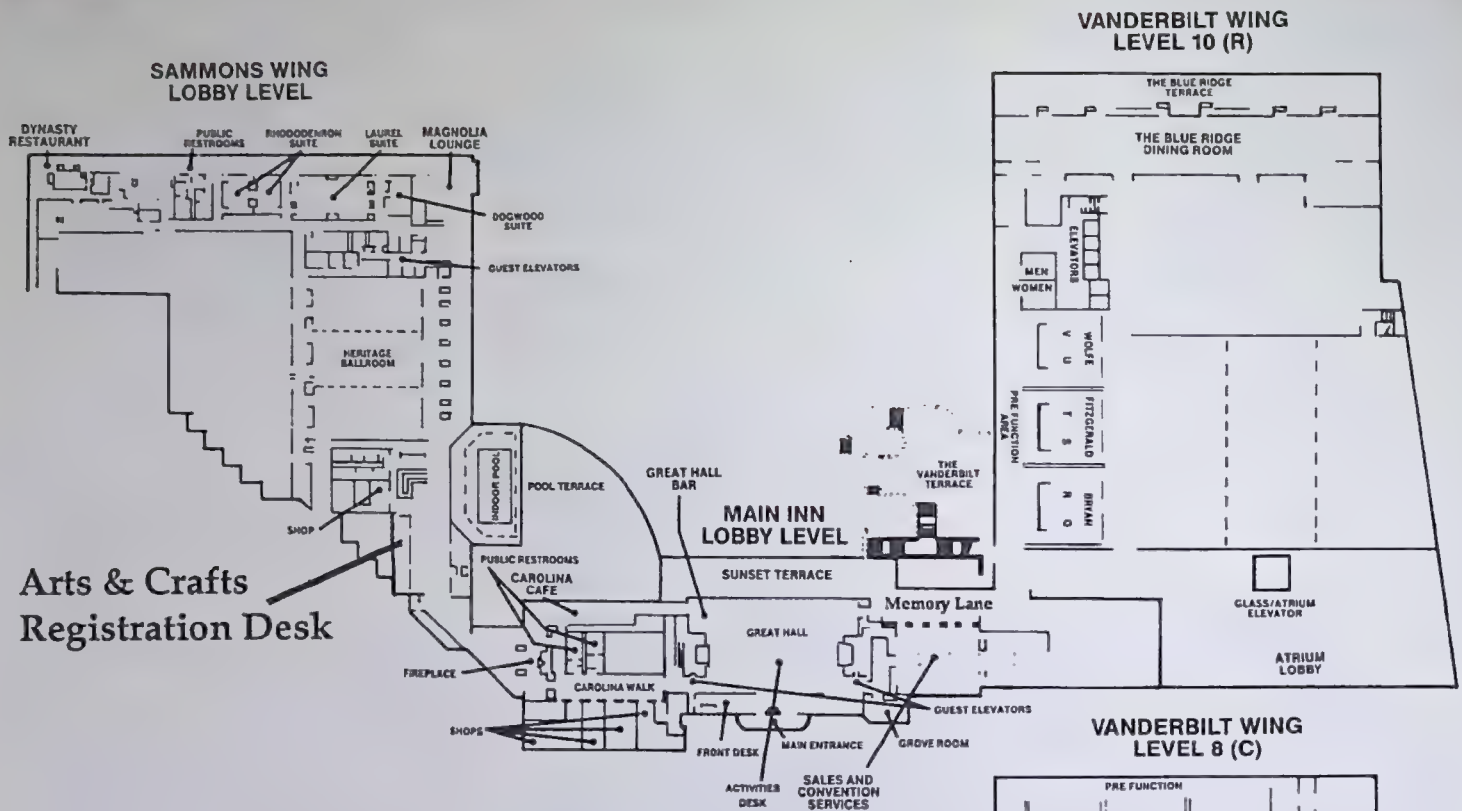 VANDERBILT WING
LEVEL 10 (R)
SAMMONS WING
LOBBY LEVEL
DYNASTY
RESTAURANT
PUBLIC
RESTROOMS
RHODODENRON
SUITE
LAUREL
SUITE
MAGNOLIA
LOUNGE
DOGWOOD
SUITE
GUEST ELEVATORS
HERITAGE
BALLROOM
SHOP
INDOOR POOL
POOL TERRACE
Arts & Crafts
Registration Desk
THE BLUE RIDGE
TERRACE
THE BLUE RIDGE
DINING ROOM
ELEVATORS
MEN
WOMEN
WOLFE
V U
FITZGERALD
T S
BRYAN
R Q
PRE FUNCTION
AREA
THE
VANDERBILT
TERRACE
GREAT HALL
BAR
MAIN INN
LOBBY LEVEL
PUBLIC RESTROOMS
CAROLINA
CAFE
SUNSET TERRACE
Memory Lane
GREAT HALL
GLASS/ATRIUM
ELEVATOR
ATRIUM
LOBBY
FIREPLACE
CAROLINA WALK
GUEST ELEVATORS
SHOPS
FRONT DESK
MAIN ENTRANCE
GROVE ROOM
ACTIVITIES
DESK
SALES AND
CONVENTION
SERVICES
VANDERBILT WING
LEVEL 8 (C)
PRE FUNCTION